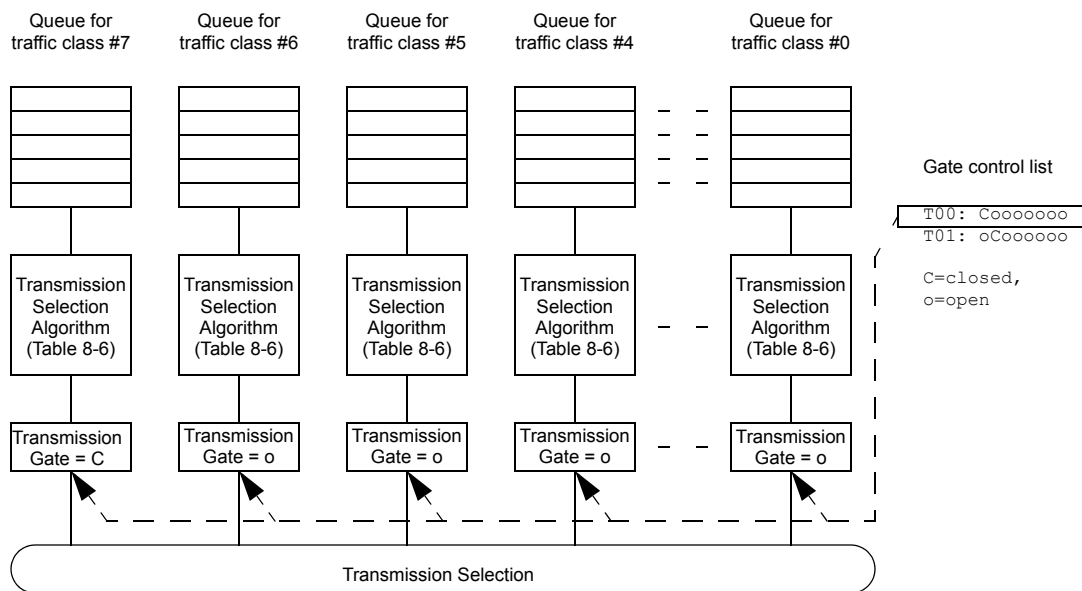 Queue for
traffic class #7
Queue for
traffic class #6
Queue for
traffic class #5
Queue for
traffic class #4
Queue for
traffic class #0
Gate control list
T00: Cooooooo
T01: oCoooooo
C=closed,
o=open
Transmission
Selection
Algorithm
(Table 8-6)
Transmission
Selection
Algorithm
(Table 8-6)
Transmission
Selection
Algorithm
(Table 8-6)
Transmission
Selection
Algorithm
(Table 8-6)
Transmission
Selection
Algorithm
(Table 8-6)
Transmission
Gate = C
Transmission
Gate = o
Transmission
Gate = o
Transmission
Gate = o
Transmission
Gate = o
Transmission Selection